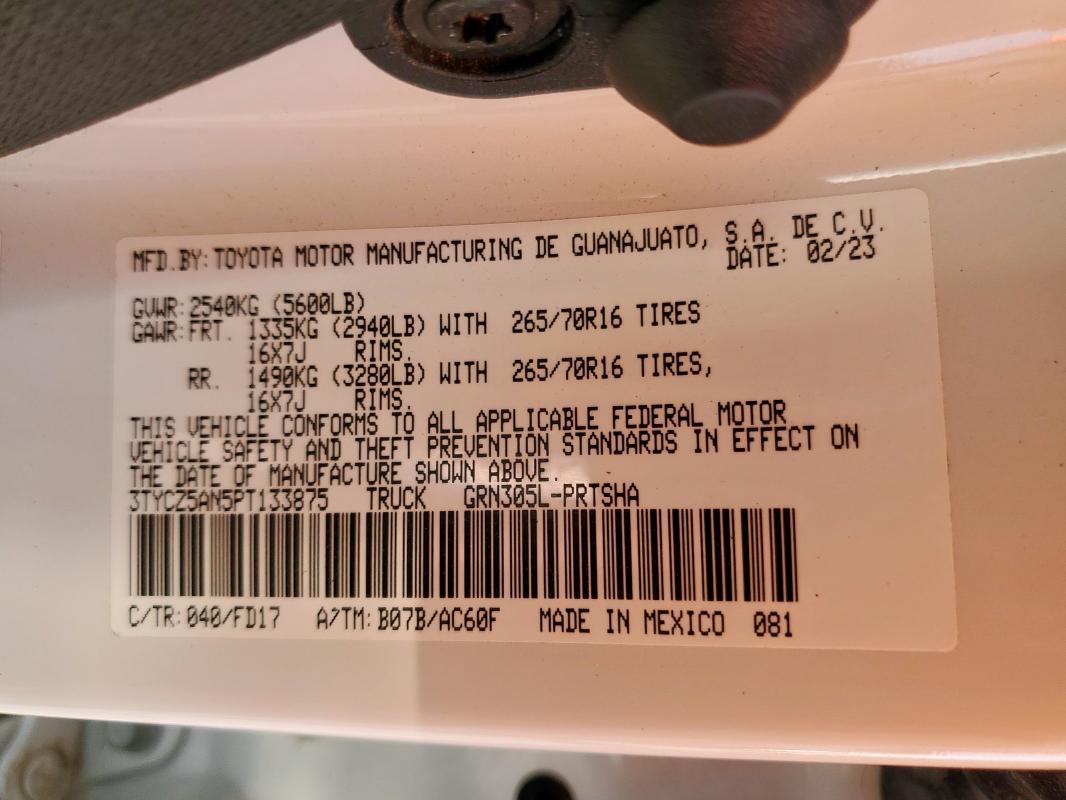 MFD.BY:TOYOTA MOTOR MANUFACTURING DE GUANAJUATO, S.A. DE C.V.
DATE: 02/23
GVWR:2540KG (5600LB)
GAWR:FRT. 1335KG (2940LB) WITH 265/70R16 TIRES
16X7J RIMS.
RR. 1490KG (3280LB) WITH 265/70R16 TIRES,
16X7J RIMS.
THIS VEHICLE CONFORMS TO ALL APPLICABLE FEDERAL MOTOR
VEHICLE SAFETY AND THEFT PREVENTION STANDARDS IN EFFECT ON
THE DATE OF MANUFACTURE SHOWN ABOVE.
3TYCZ5AN5PT133875 TRUCK GRN305L-PRTSHA
C/TR:040/FD17 A/TM:B07B/AC60F MADE IN MEXICO 081